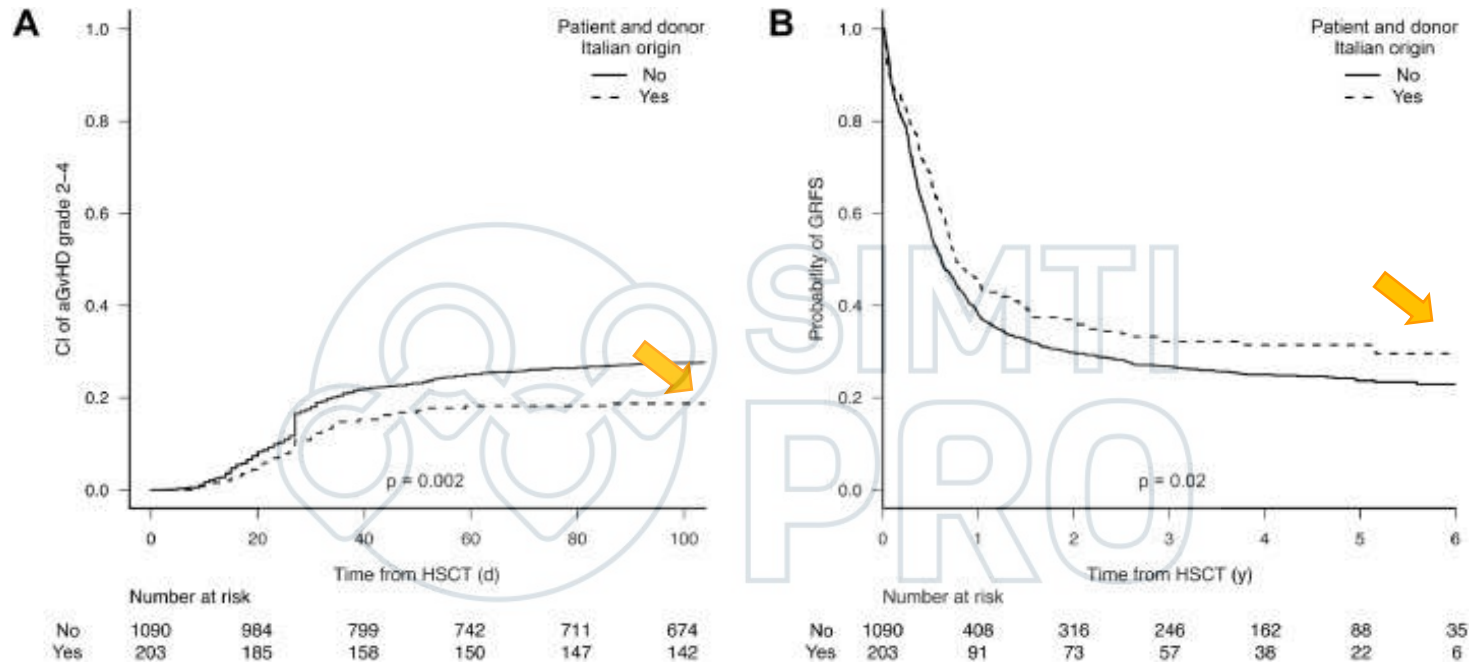 A
Patient and donor
Italian origin
No
Yes
CI of aGvHD grade 2–4
1.0
0.8
0.6
0.4
0.2
0.0
p = 0.002
0 20 40 60 80 100
Time from HSCT (d)
Number at risk
No 1090 984 799 742 711 674
Yes 203 185 158 150 147 142
B
Patient and donor
Italian origin
No
Yes
Probability of GRFS
1.0
0.8
0.6
0.4
0.2
0.0
p = 0.02
0 1 2 3 4 5 6
Time from HSCT (y)
Number at risk
No 1090 408 316 246 162 88 35
Yes 203 91 73 57 38 22 6
SIMTI
PRO